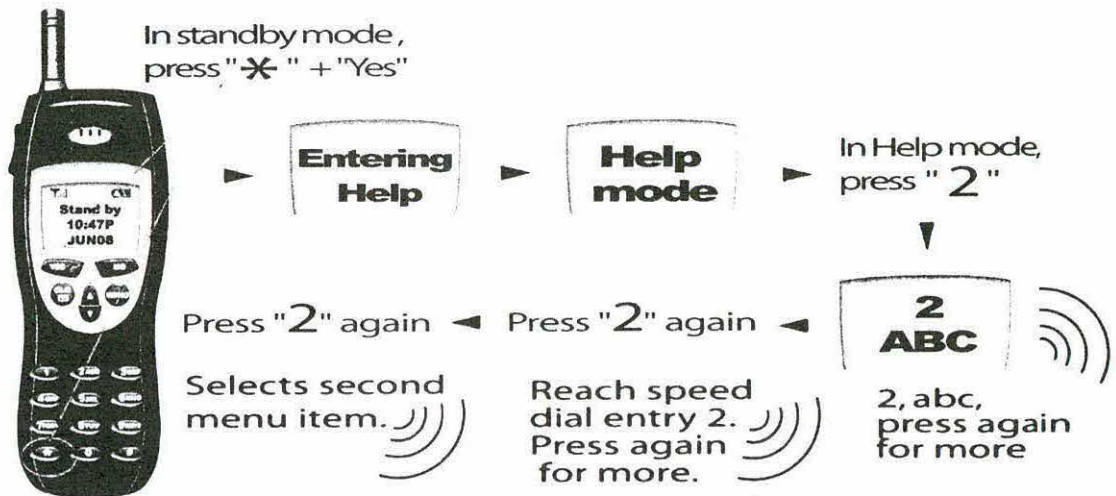 In standby mode,
press "*" + "Yes"
Stand by
10:47P
JUN08
Entering
Help
Help
mode
In Help mode,
press "2"
2
ABC
2, abc,
press again
for more
Press "2" again
Reach speed
dial entry 2.
Press again
for more.
Press "2" again
Selects second
menu item.